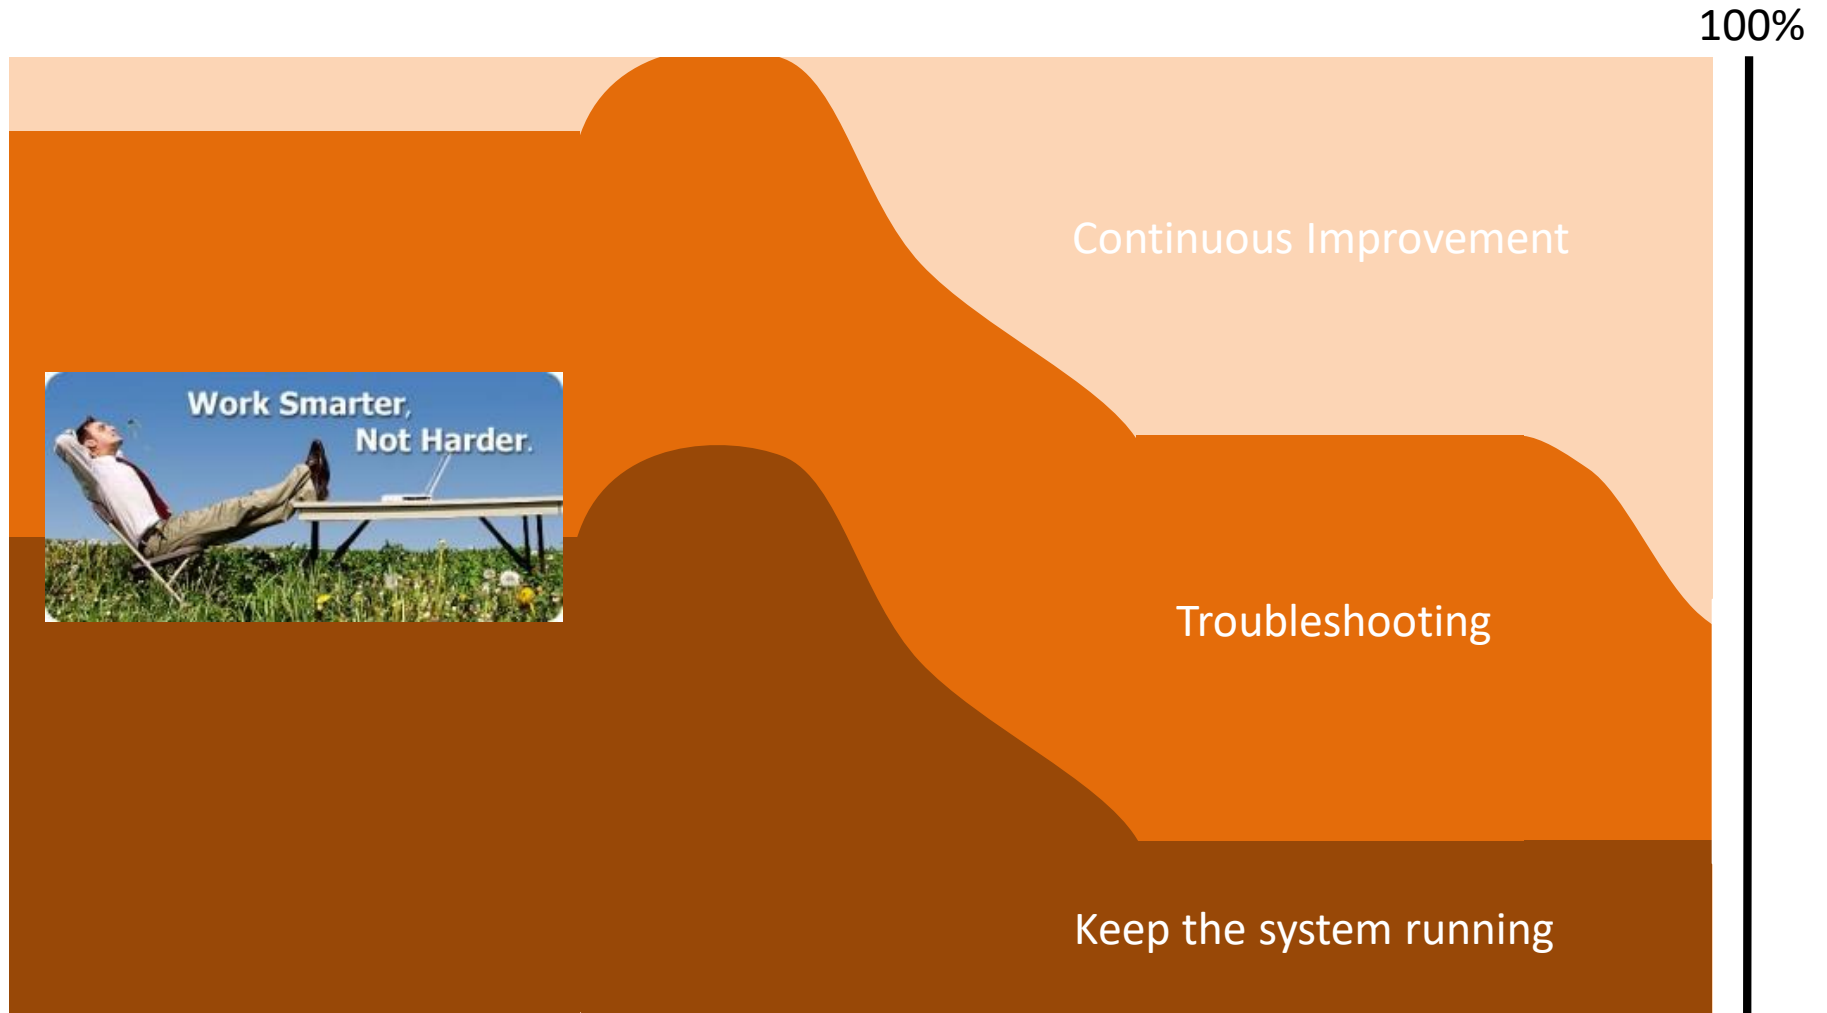 100%
Continuous Improvement
Work Smarter,
Not Harder.
Troubleshooting
Keep the system running